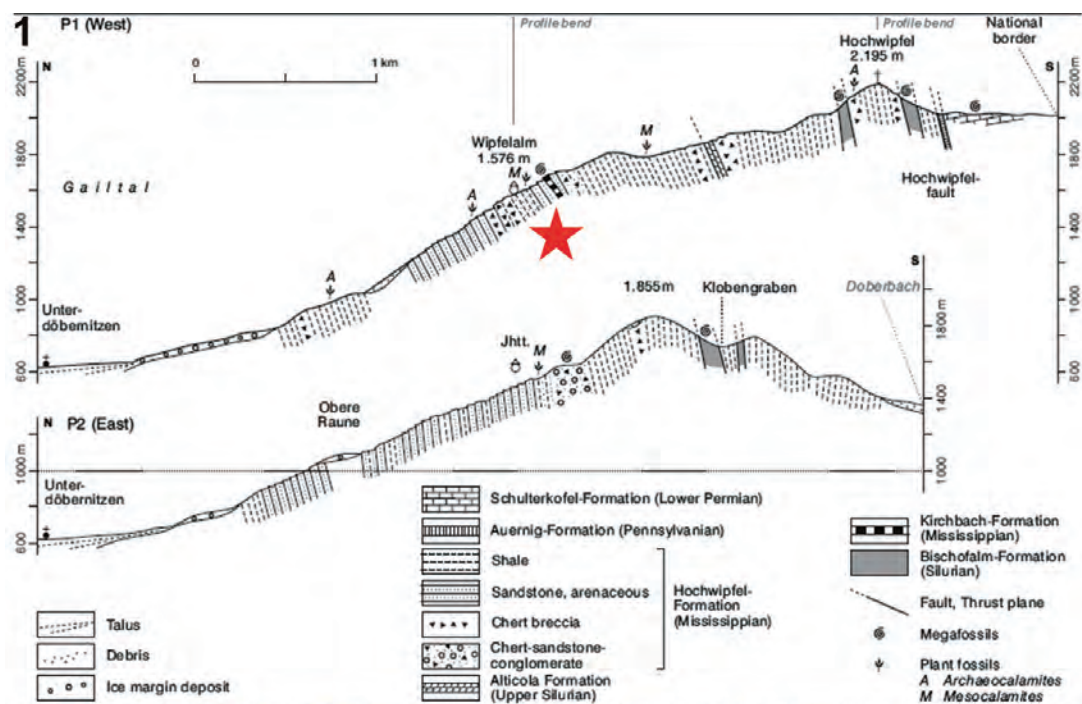 1
P1 (West)
Profile bend
Profile bend
National
border
N
0
1 km
Hochwipfel
2.195 m
A
S
2200 m
1800
1400
1000
600
2200 m
1800
1400
1000
600
Wipfelalm
1.576 m
M
M
A
A
Gailtal
Hochwipfel-
fault
Unter-
döbernitzen
S
1.855m
Klobengraben
Doberbach
1800 m
1400
1000
Jhtt.
M
Obere
Raune
N
P2 (East)
1000 m
600
Unter-
döbernitzen
Talus
Debris
Ice margin deposit
Schulterkofel-Formation (Lower Permian)
Auernig-Formation (Pennsylvanian)
Shale
Sandstone, arenaceous
Chert breccia
Chert-sandstone-
conglomerate
Alticola Formation
(Upper Silurian)
Hochwipfel-
Formation
(Mississippian)
Kirchbach-Formation
(Mississippian)
Bischofalm-Formation
(Silurian)
Fault, Thrust plane
Megafossils
Plant fossils
A Archaeocalamites
M Mesocalamites